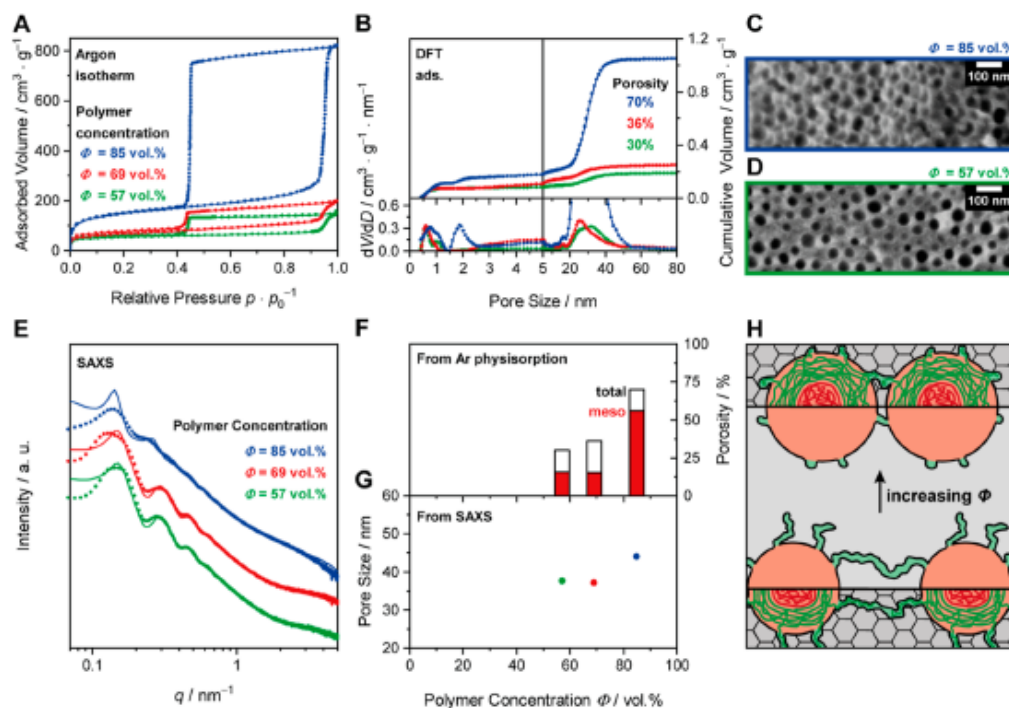 A
Argon
isotherm
Polymer
concentration
Φ = 85 vol.%
Φ = 69 vol.%
Φ = 57 vol.%
800
600
400
200
0
0.0 0.2 0.4 0.6 0.8 1.0
Adsorbed Volume / cm³ · g⁻¹
Relative Pressure p · p₀⁻¹
B
DFT
ads.
Porosity
70%
36%
30%
1.2
0.9
0.6
0.3
0.0
0.6
0.3
0.0
0 1 2 3 4 5 20 40 60 80
dV/dD / cm³ · g⁻¹ · nm⁻¹
Cumulative Volume / cm³ · g⁻¹
Pore Size / nm
C
Φ = 85 vol.%
100 nm
D
Φ = 57 vol.%
100 nm
E
SAXS
Polymer Concentration
Φ = 85 vol.%
Φ = 69 vol.%
Φ = 57 vol.%
Intensity / a. u.
0.1 1
q / nm⁻¹
F
From Ar physisorption
total
meso
100
75
50
25
0
Porosity / %
G
From SAXS
60
50
40
30
20
Pore Size / nm
0 20 40 60 80 100
Polymer Concentration Φ / vol.%
H
increasing Φ